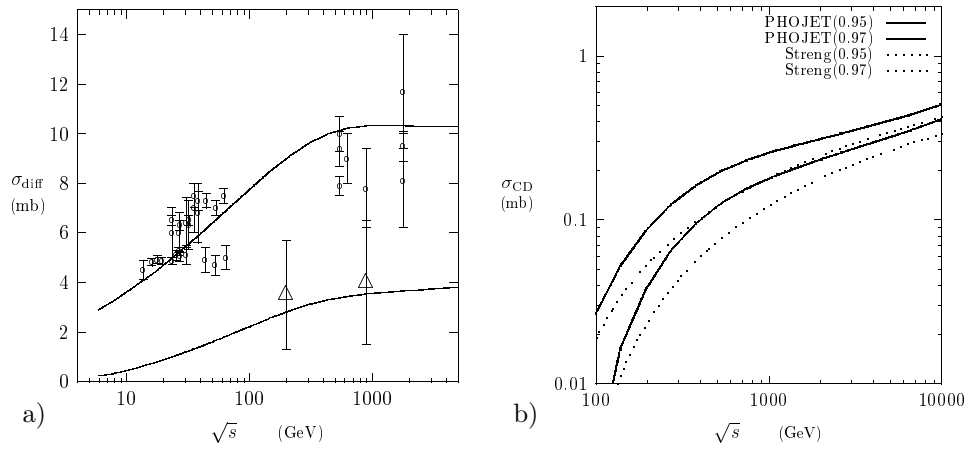 14
12
10
8
6
4
2
0
σdiff
(mb)
10
100
1000
√s (GeV)
a)
PHOJET(0.95)
PHOJET(0.97)
Streng(0.95)
Streng(0.97)
1
0.1
0.01
σCD
(mb)
100
1000
10000
√s (GeV)
b)